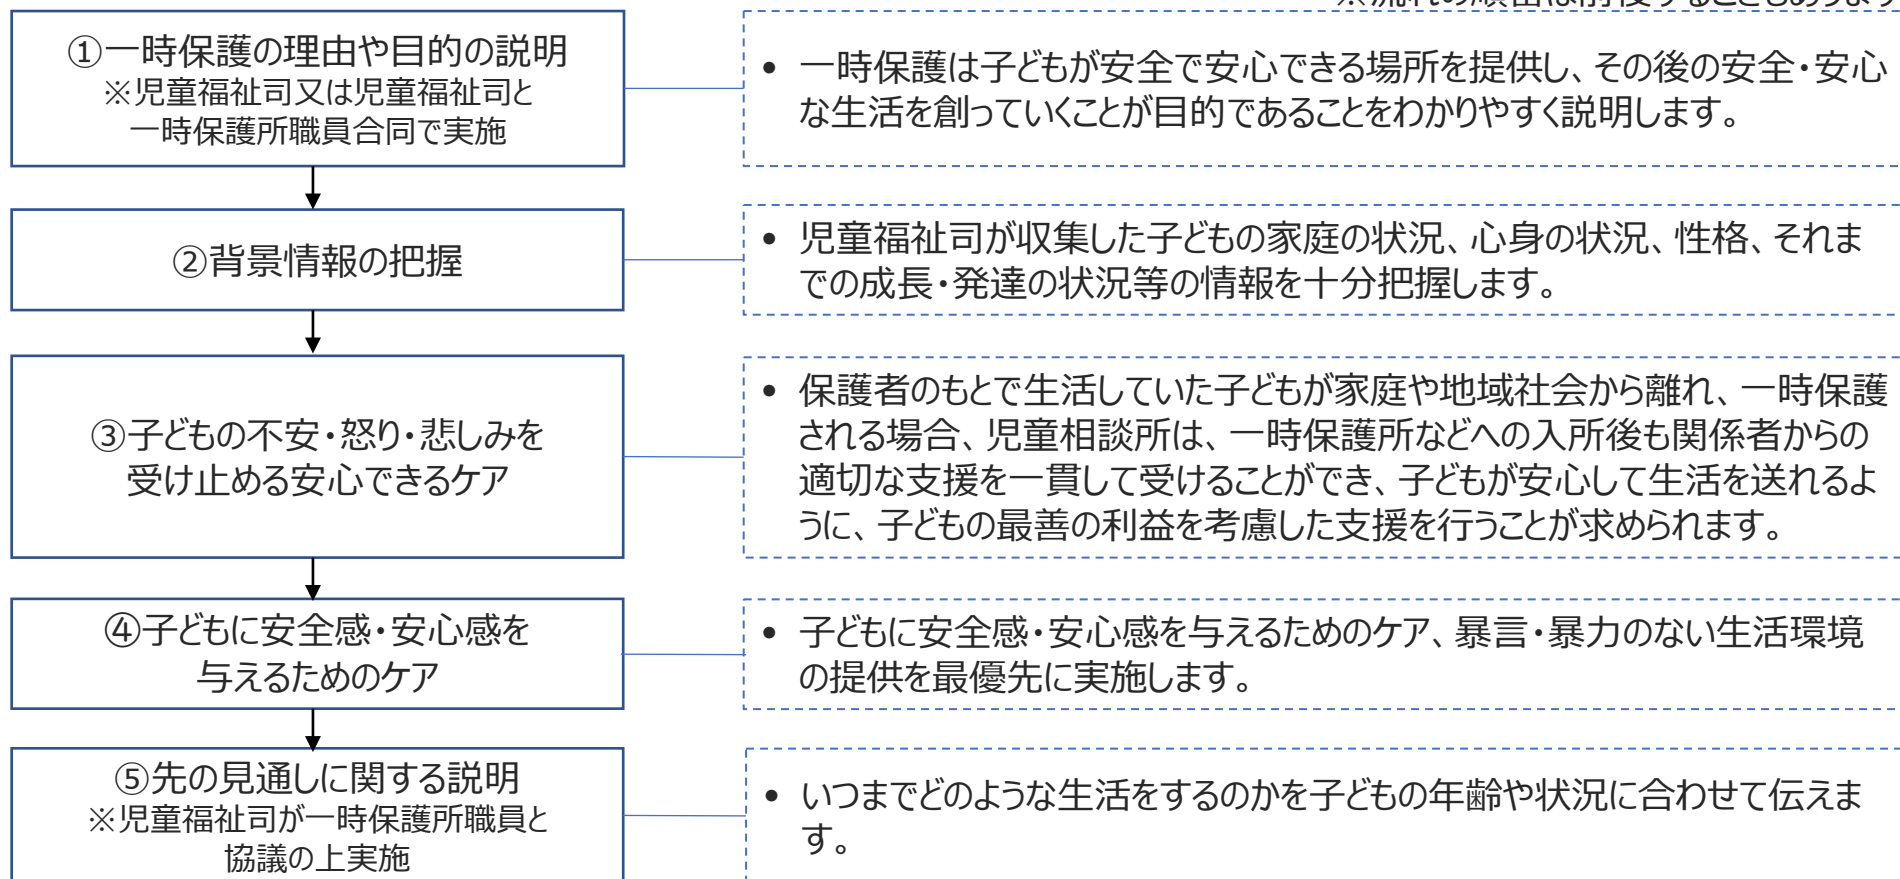 ①一時保護の理由や目的の説明
※児童福祉司又は児童福祉司と
一時保護所職員合同で実施
• 一時保護は子どもが安全で安心できる場所を提供し、その後の安全・安心
な生活を創っていくことが目的であることをわかりやすく説明します。
②背景情報の把握
• 児童福祉司が収集した子どもの家庭の状況、心身の状況、性格、それま
での成長・発達の状況等の情報を十分把握します。
③子どもの不安・怒り・悲しみを
受け止める安心できるケア
• 保護者のもとで生活していた子どもが家庭や地域社会から離れ、一時保護
される場合、児童相談所は、一時保護所などへの入所後も関係者からの
適切な支援を一貫して受けることができ、子どもが安心して生活を送れるよ
うに、子どもの最善の利益を考慮した支援を行うことが求められます。
④子どもに安全感・安心感を
与えるためのケア
• 子どもに安全感・安心感を与えるためのケア、暴言・暴力のない生活環境
の提供を最優先に実施します。
⑤先の見通しに関する説明
※児童福祉司が一時保護所職員と
協議の上実施
• いつまでどのような生活をするのかを子どもの年齢や状況に合わせて伝えま
す。